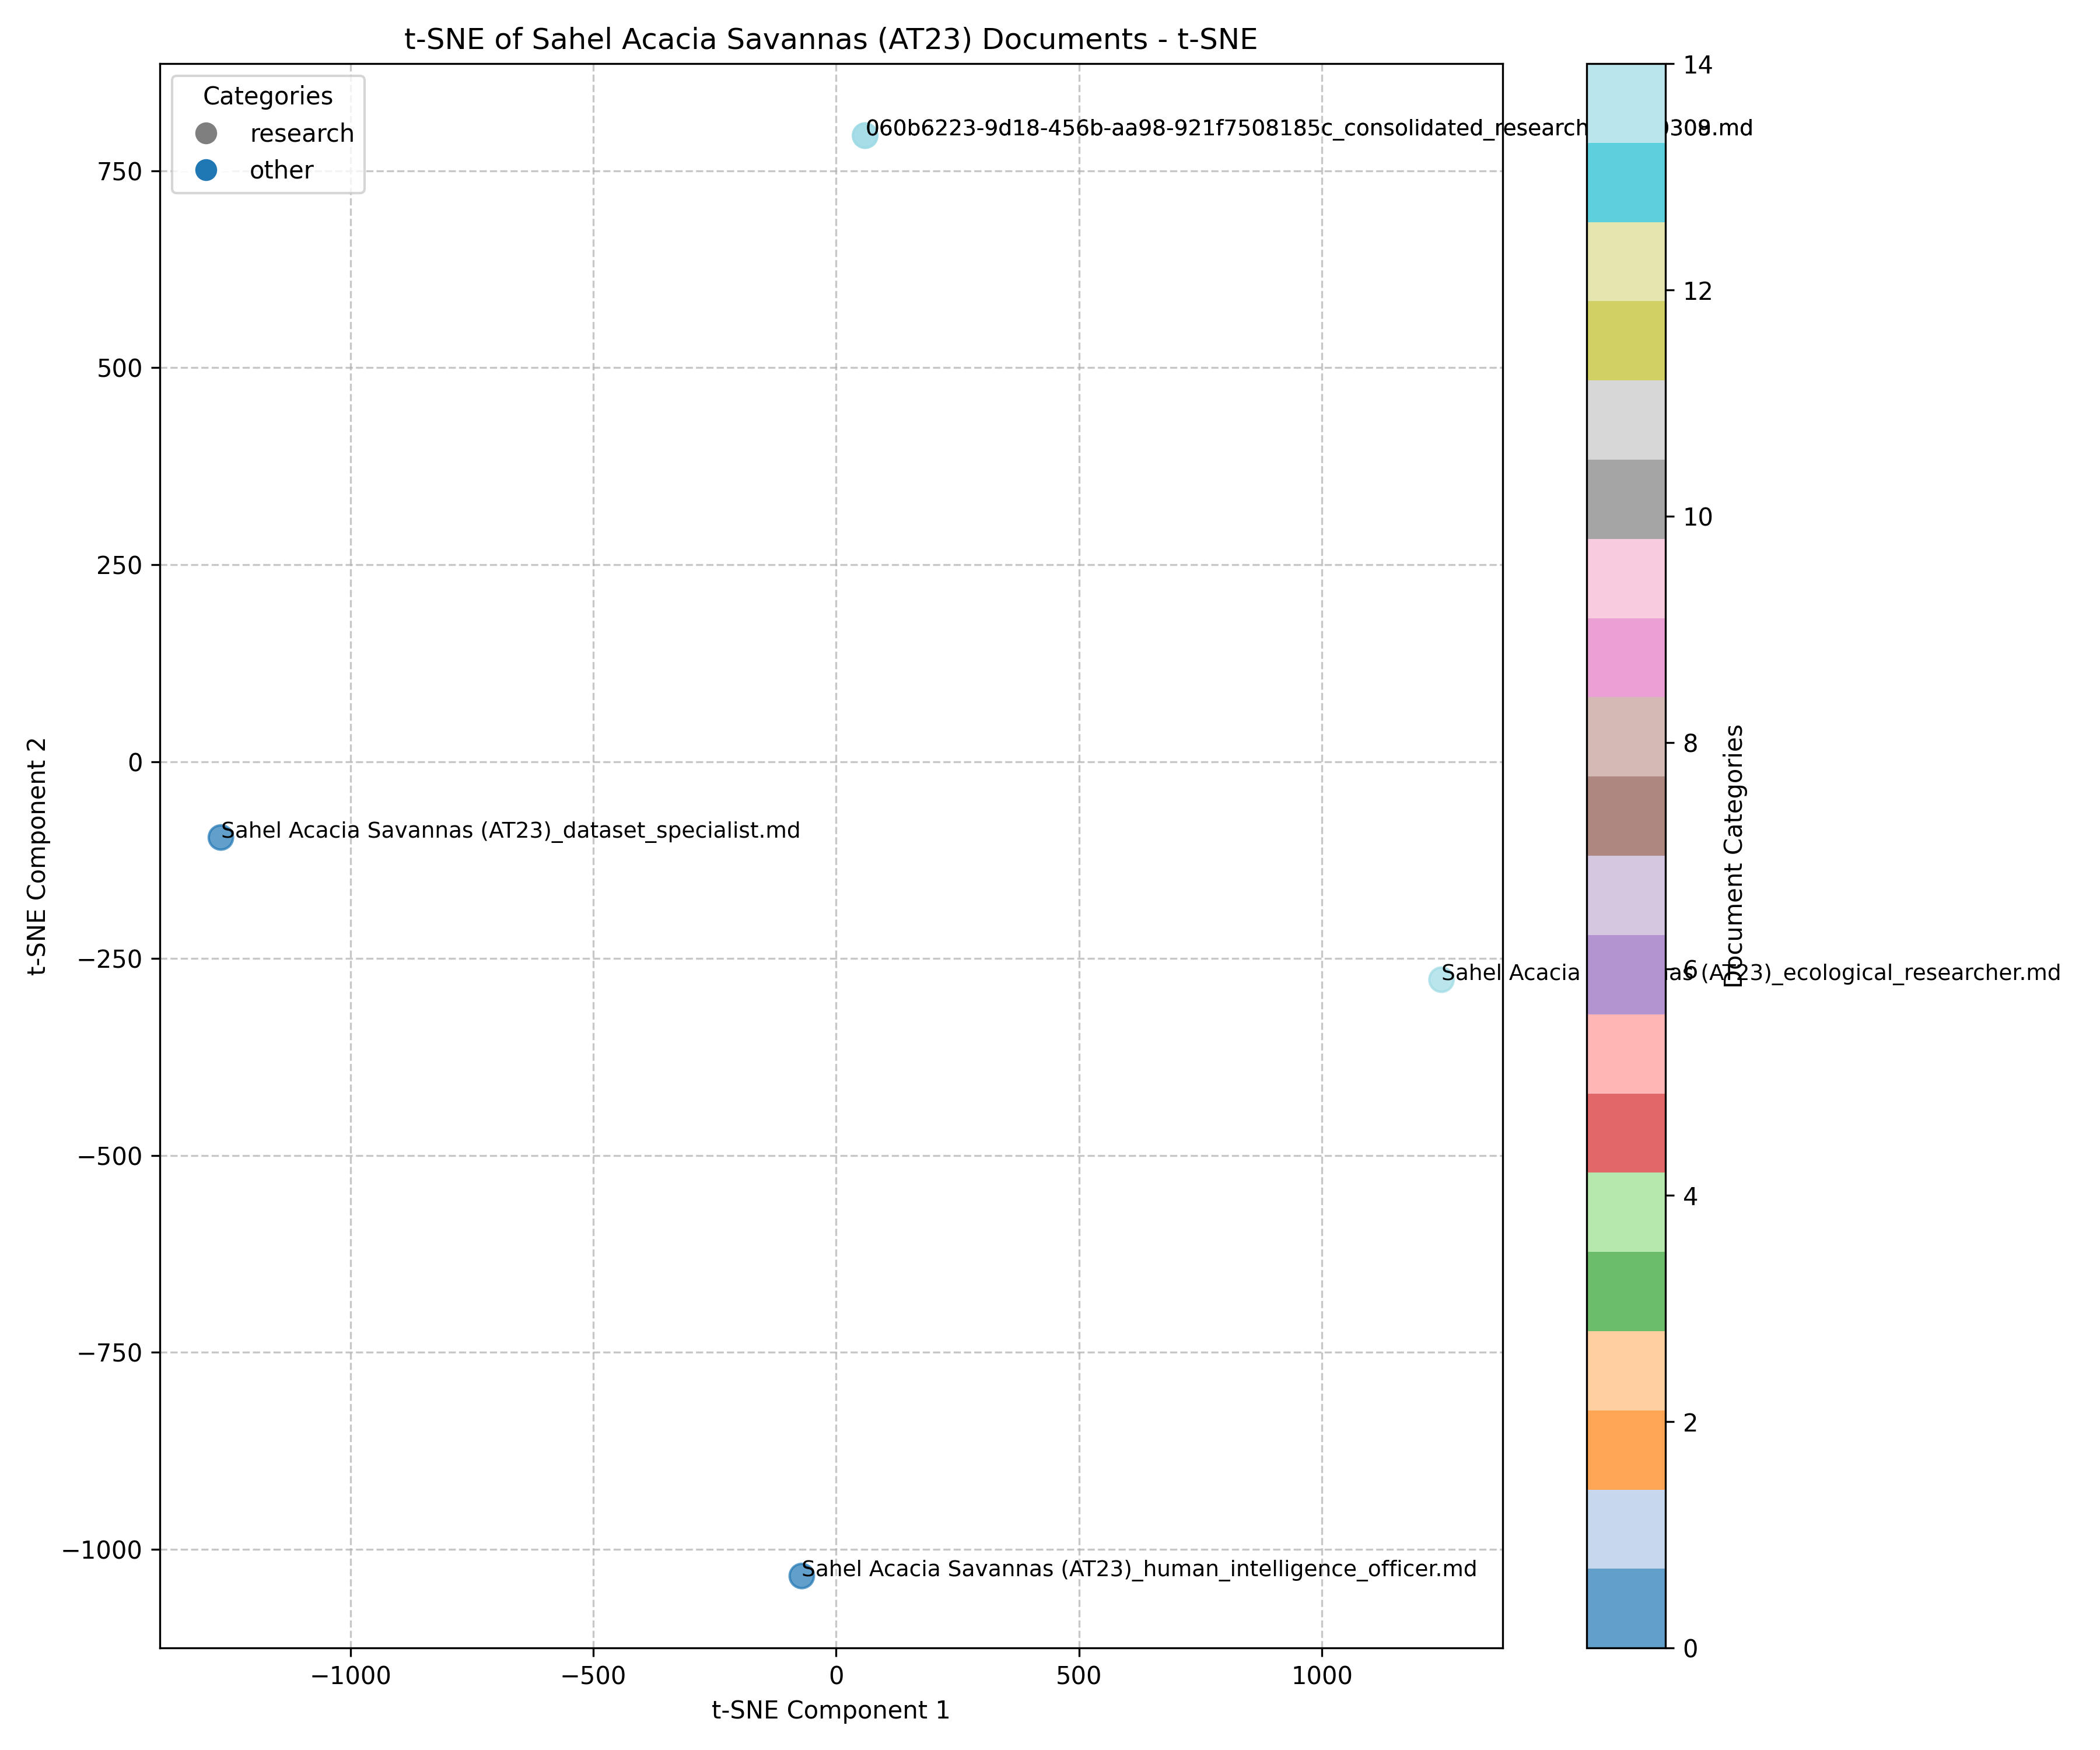 t-SNE of Sahel Acacia Savannas (AT23) Documents - t-SNE
Categories
research
other
060b6223-9d18-456b-aa98-921f7508185c_consolidated_research
.md
Sahel Acacia Savannas (AT23)_dataset_specialist.md
Sahel Acacia
(AT23)_ecological_researcher.md
Sahel Acacia Savannas (AT23)_human_intelligence_officer.md
750
500
250
0
−250
−500
−750
−1000
t-SNE Component 2
−1000
−500
0
500
1000
t-SNE Component 1
14
12
10
8
6
4
2
0
Document Categories